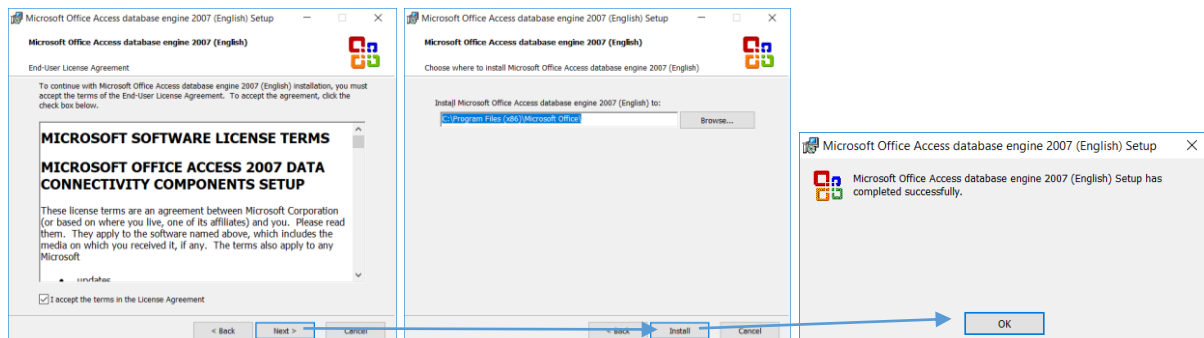 Microsoft Office Access database engine 2007 (English) Setup
Microsoft Office Access database engine 2007 (English)
End-User License Agreement
To continue with Microsoft Office Access database engine 2007 (English) installation, you must
accept the terms of the End-User License Agreement. To accept the agreement, click the
check box below.
MICROSOFT SOFTWARE LICENSE TERMS
MICROSOFT OFFICE ACCESS 2007 DATA
CONNECTIVITY COMPONENTS SETUP
These license terms are an agreement between Microsoft Corporation
(or based on where you live, one of its affiliates) and you. Please read
them. They apply to the software named above, which includes the
media on which you received it, if any. The terms also apply to any
Microsoft
• updates
I accept the terms in the License Agreement
< Back Next > Cancel
Microsoft Office Access database engine 2007 (English) Setup
Microsoft Office Access database engine 2007 (English)
Choose where to install Microsoft Office Access database engine 2007 (English)
Install Microsoft Office Access database engine 2007 (English) to:
C:\Program Files (x86)\Microsoft Office\
Browse...
< Back Install Cancel
Microsoft Office Access database engine 2007 (English) Setup
Microsoft Office Access database engine 2007 (English) Setup has
completed successfully.
OK